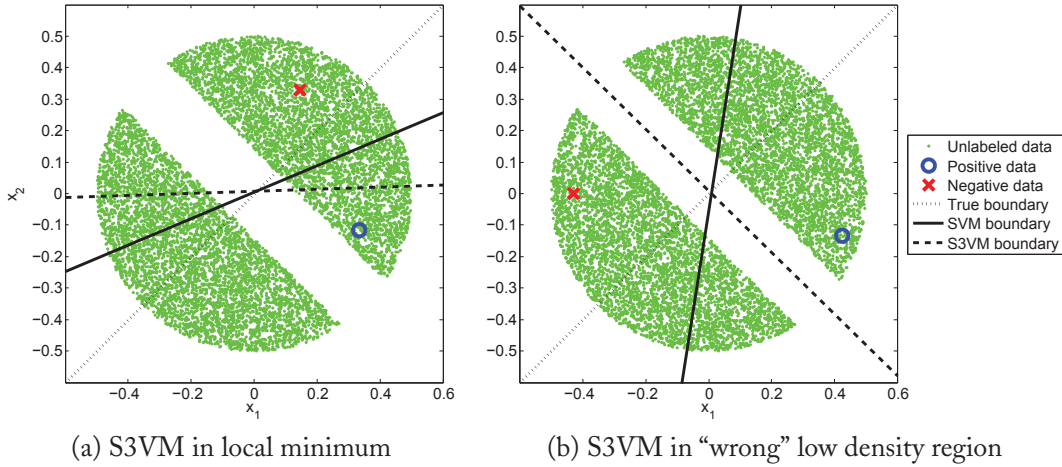 0.5
0.4
0.3
0.2
0.1
0
−0.1
−0.2
−0.3
−0.4
−0.5
x2
−0.4 −0.2 0 0.2 0.4 0.6
x1
(a) S3VM in local minimum
0.5
0.4
0.3
0.2
0.1
0
−0.1
−0.2
−0.3
−0.4
−0.5
−0.4 −0.2 0 0.2 0.4 0.6
x1
(b) S3VM in “wrong” low density region
Unlabeled data
Positive data
Negative data
True boundary
SVM boundary
S3VM boundary